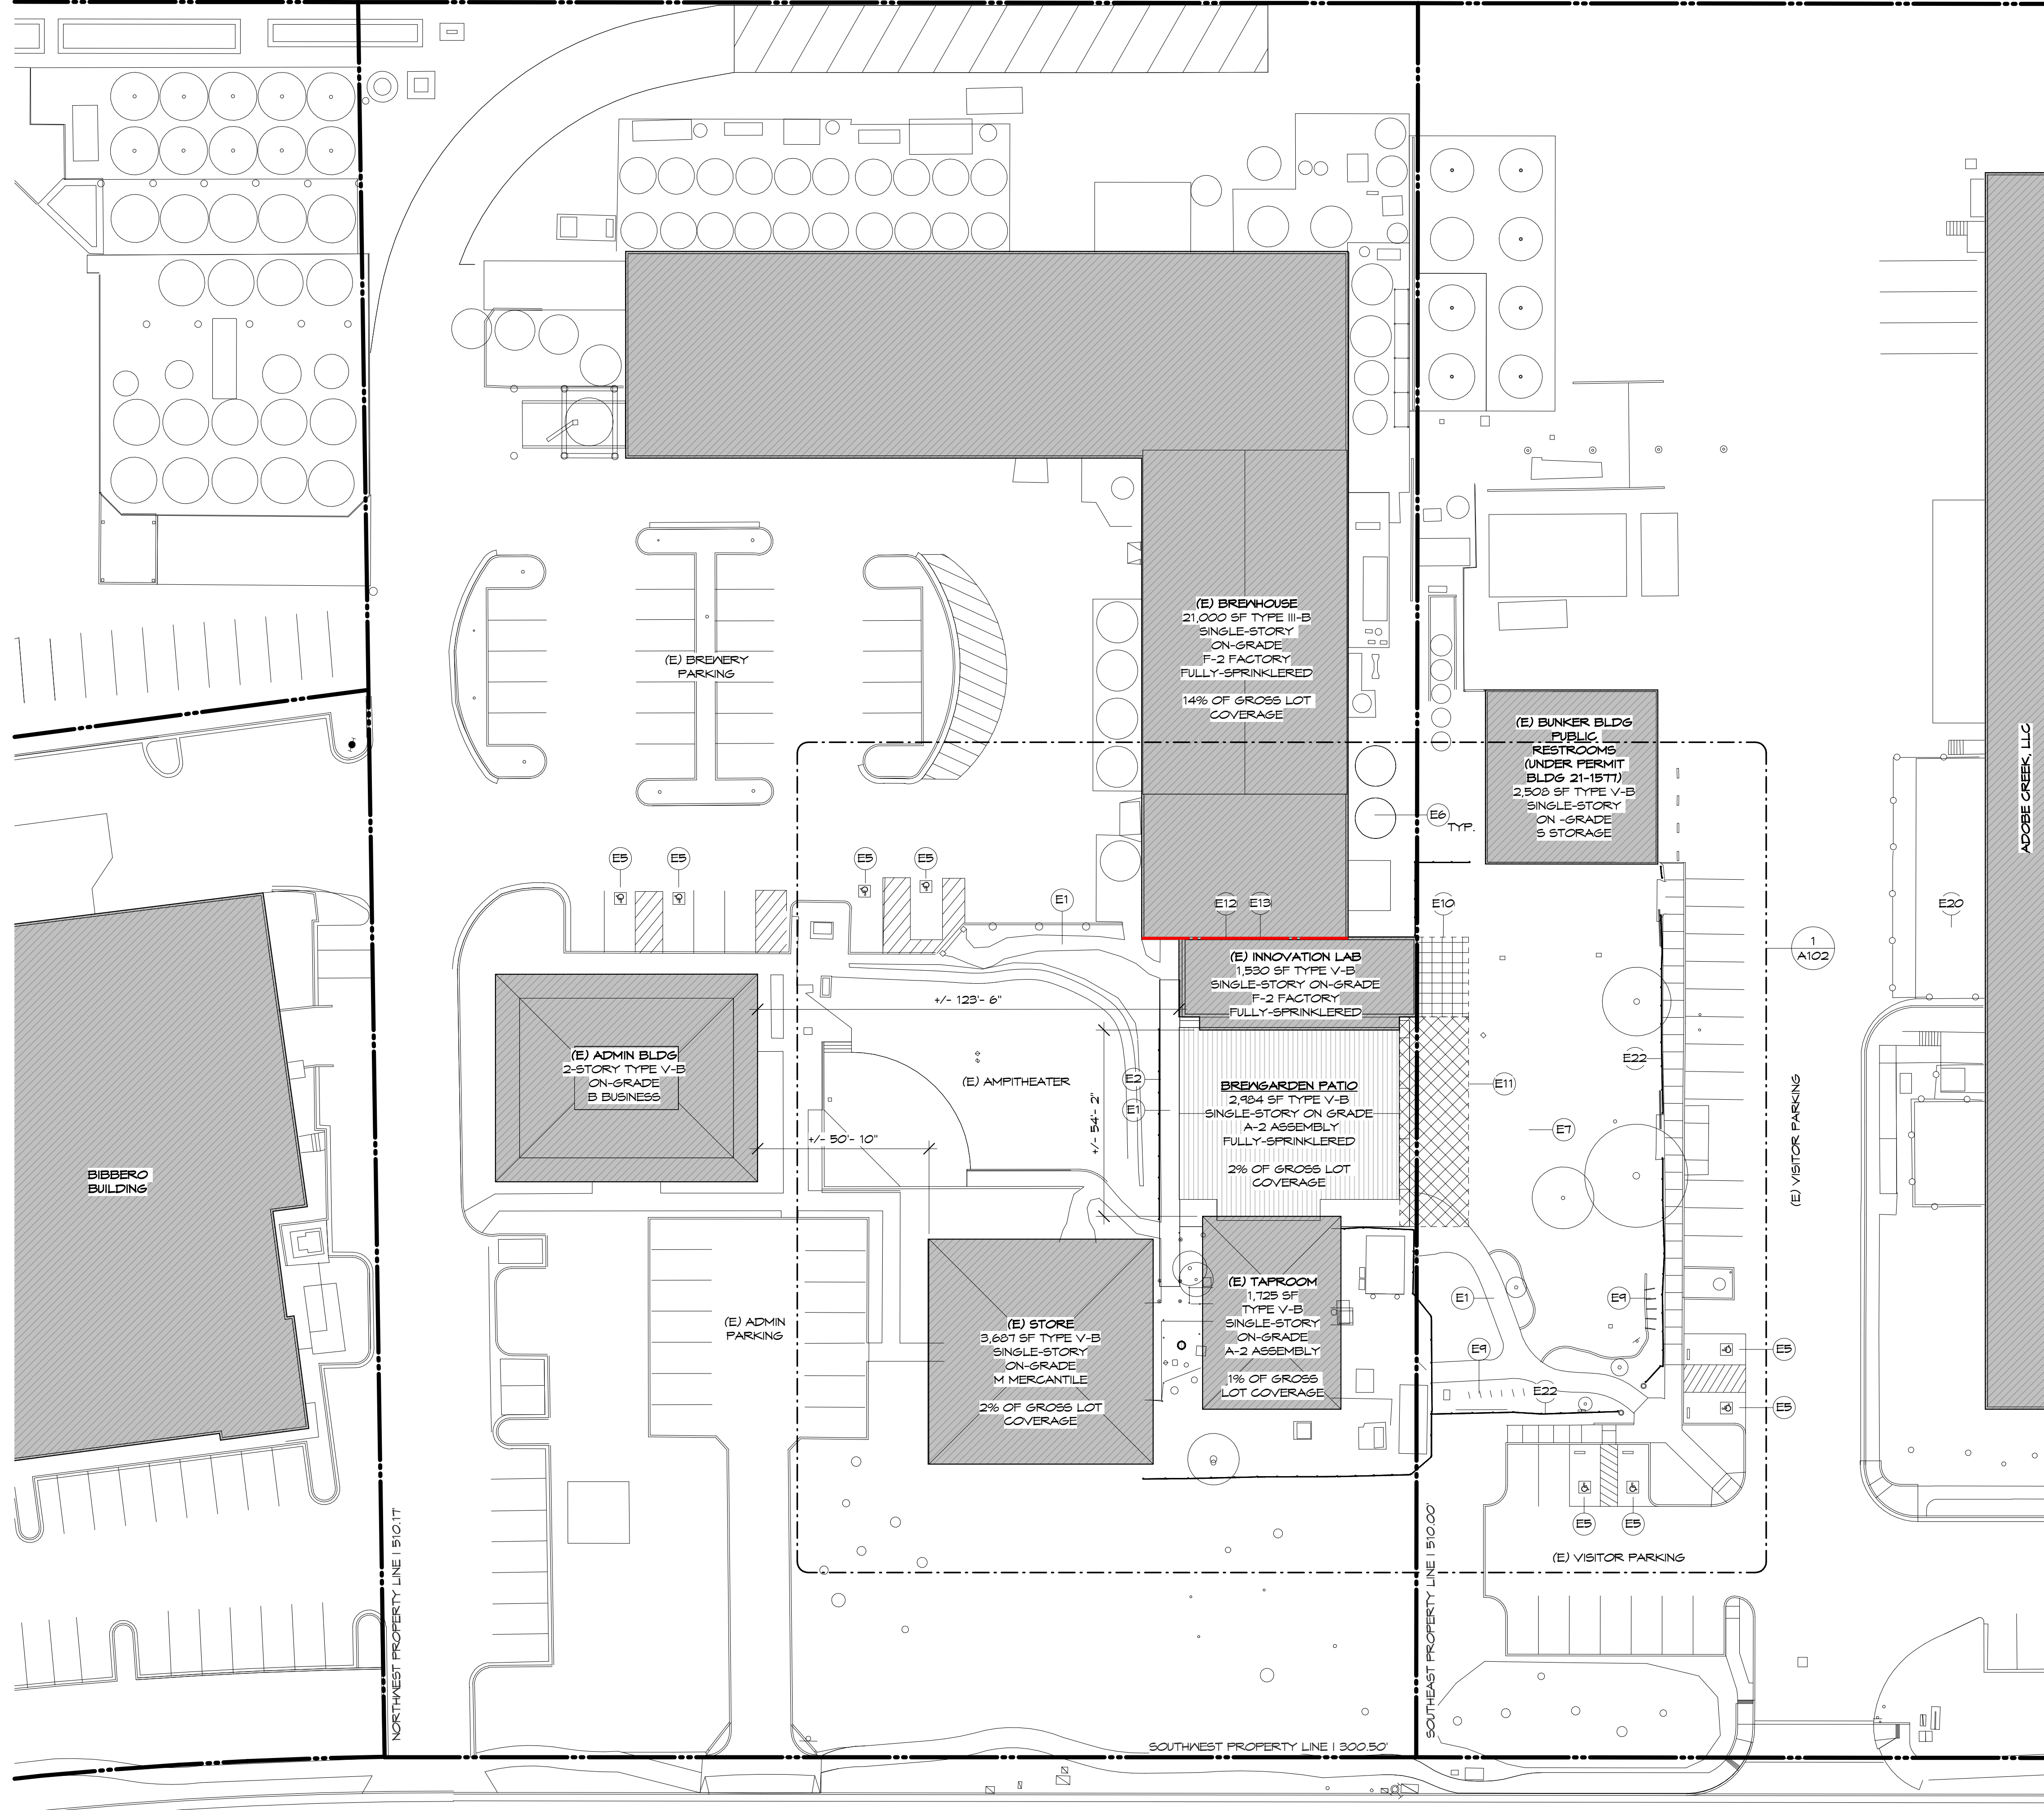 (E) BREWHOUSE
21,000 SF TYPE III-B
SINGLE-STORY
ON-GRADE
F-2 FACTORY
FULLY-SPRINKLERED
14% OF GROSS LOT
COVERAGE
(E) BREWERY
PARKING
(E) BUNKER BLDG
PUBLIC
RESTROOMS
(UNDER PERMIT
BLDG 21-1577)
2,508 SF TYPE V-B
SINGLE-STORY
ON -GRADE
S STORAGE
ADOBE CREEK, LLC
E6
TYP.
E5
E5
E5
E5
E1
E12
E13
E10
E20
1
A102
(E) INNOVATION LAB
1,530 SF TYPE V-B
SINGLE-STORY ON-GRADE
F-2 FACTORY
FULLY-SPRINKLERED
+/- 123'- 6"
(E) ADMIN BLDG
2-STORY TYPE V-B
ON-GRADE
B BUSINESS
(E) AMPITHEATER
E2
E1
+/- 54'- 2"
+/- 50'- 10"
BREWGARDEN PATIO
2,984 SF TYPE V-B
SINGLE-STORY ON GRADE
A-2 ASSEMBLY
FULLY-SPRINKLERED
2% OF GROSS LOT
COVERAGE
E22
E11
E7
(E) VISITOR PARKING
BIBBERO
BUILDING
(E) TAPROOM
1,725 SF
TYPE V-B
SINGLE-STORY
ON-GRADE
A-2 ASSEMBLY
1% OF GROSS
LOT COVERAGE
(E) STORE
3,687 SF TYPE V-B
SINGLE-STORY
ON-GRADE
M MERCANTILE
2% OF GROSS LOT
COVERAGE
(E) ADMIN
PARKING
E1
E9
E9
E22
E5
E5
E5
E5
(E) VISITOR PARKING
NORTHWEST PROPERTY LINE | 510.17'
SOUTHEAST PROPERTY LINE | 510.00'
SOUTHWEST PROPERTY LINE | 300.50'